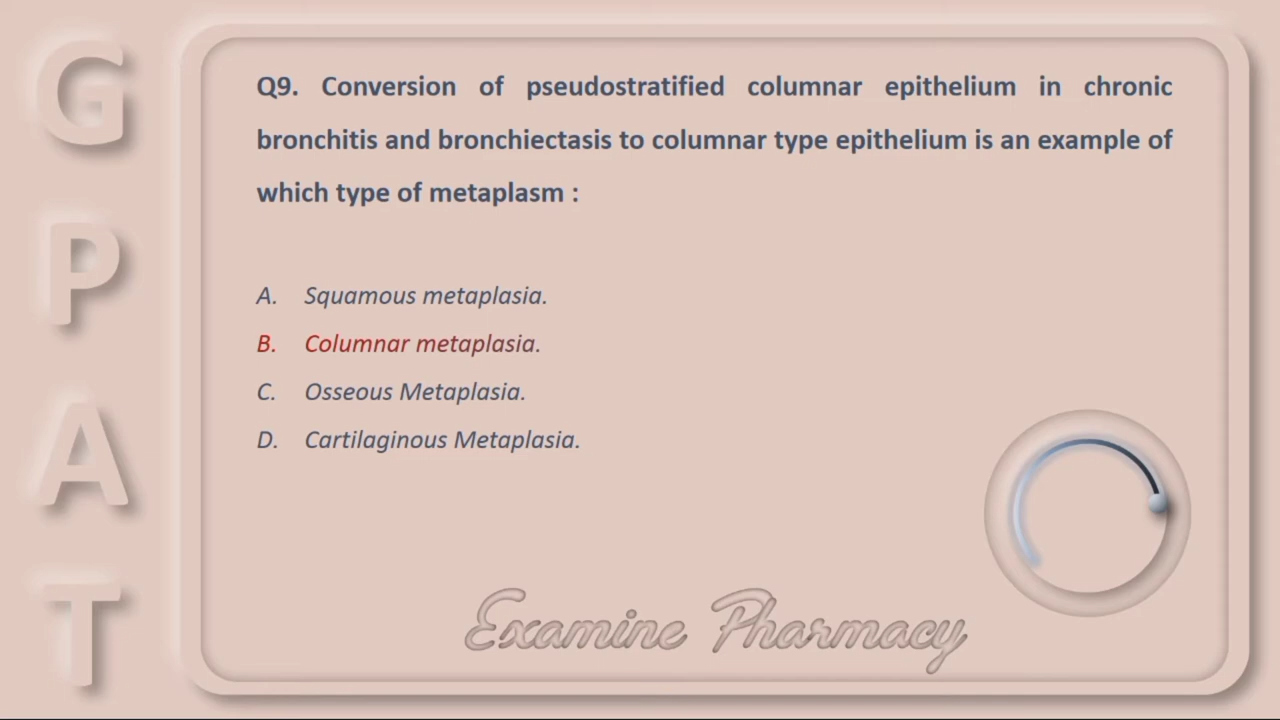 G
P
A
T
Q9. Conversion of pseudostratified columnar epithelium in chronic
bronchitis and bronchiectasis to columnar type epithelium is an example of
which type of metaplasm :
A. Squamous metaplasia.
B. Columnar metaplasia.
C. Osseous Metaplasia.
D. Cartilaginous Metaplasia.
Examine Pharmacy